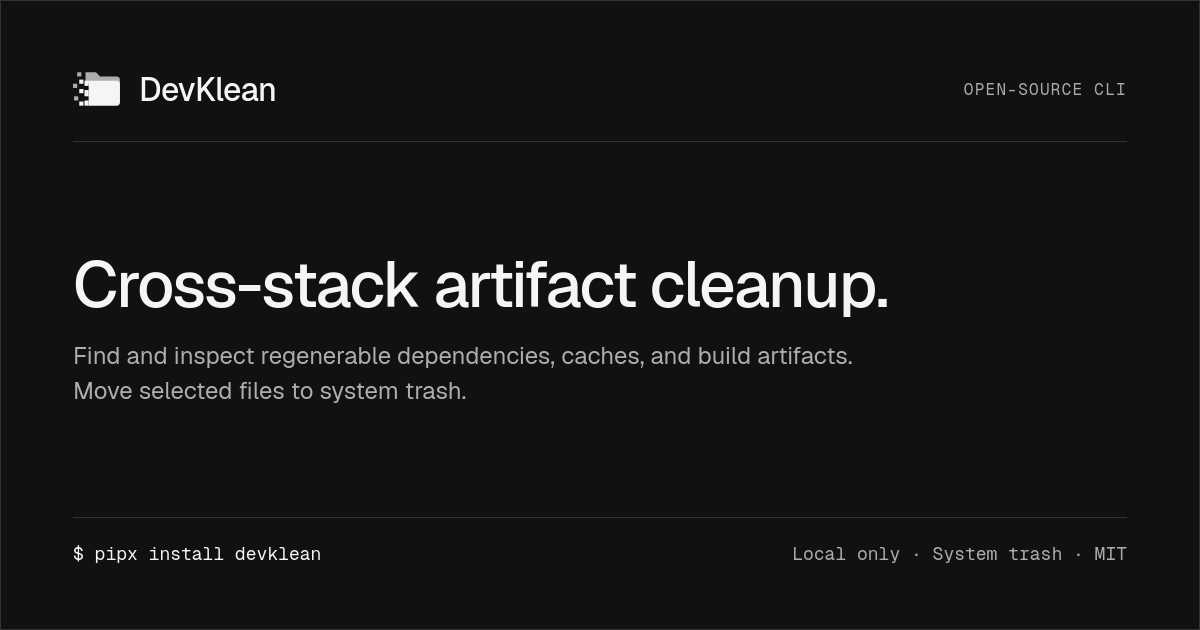 DevKlean
OPEN-SOURCE CLI
Cross-stack artifact cleanup.
Find and inspect regenerable dependencies, caches, and build artifacts.
Move selected files to system trash.
$ pipx install devklean
Local only · System trash · MIT